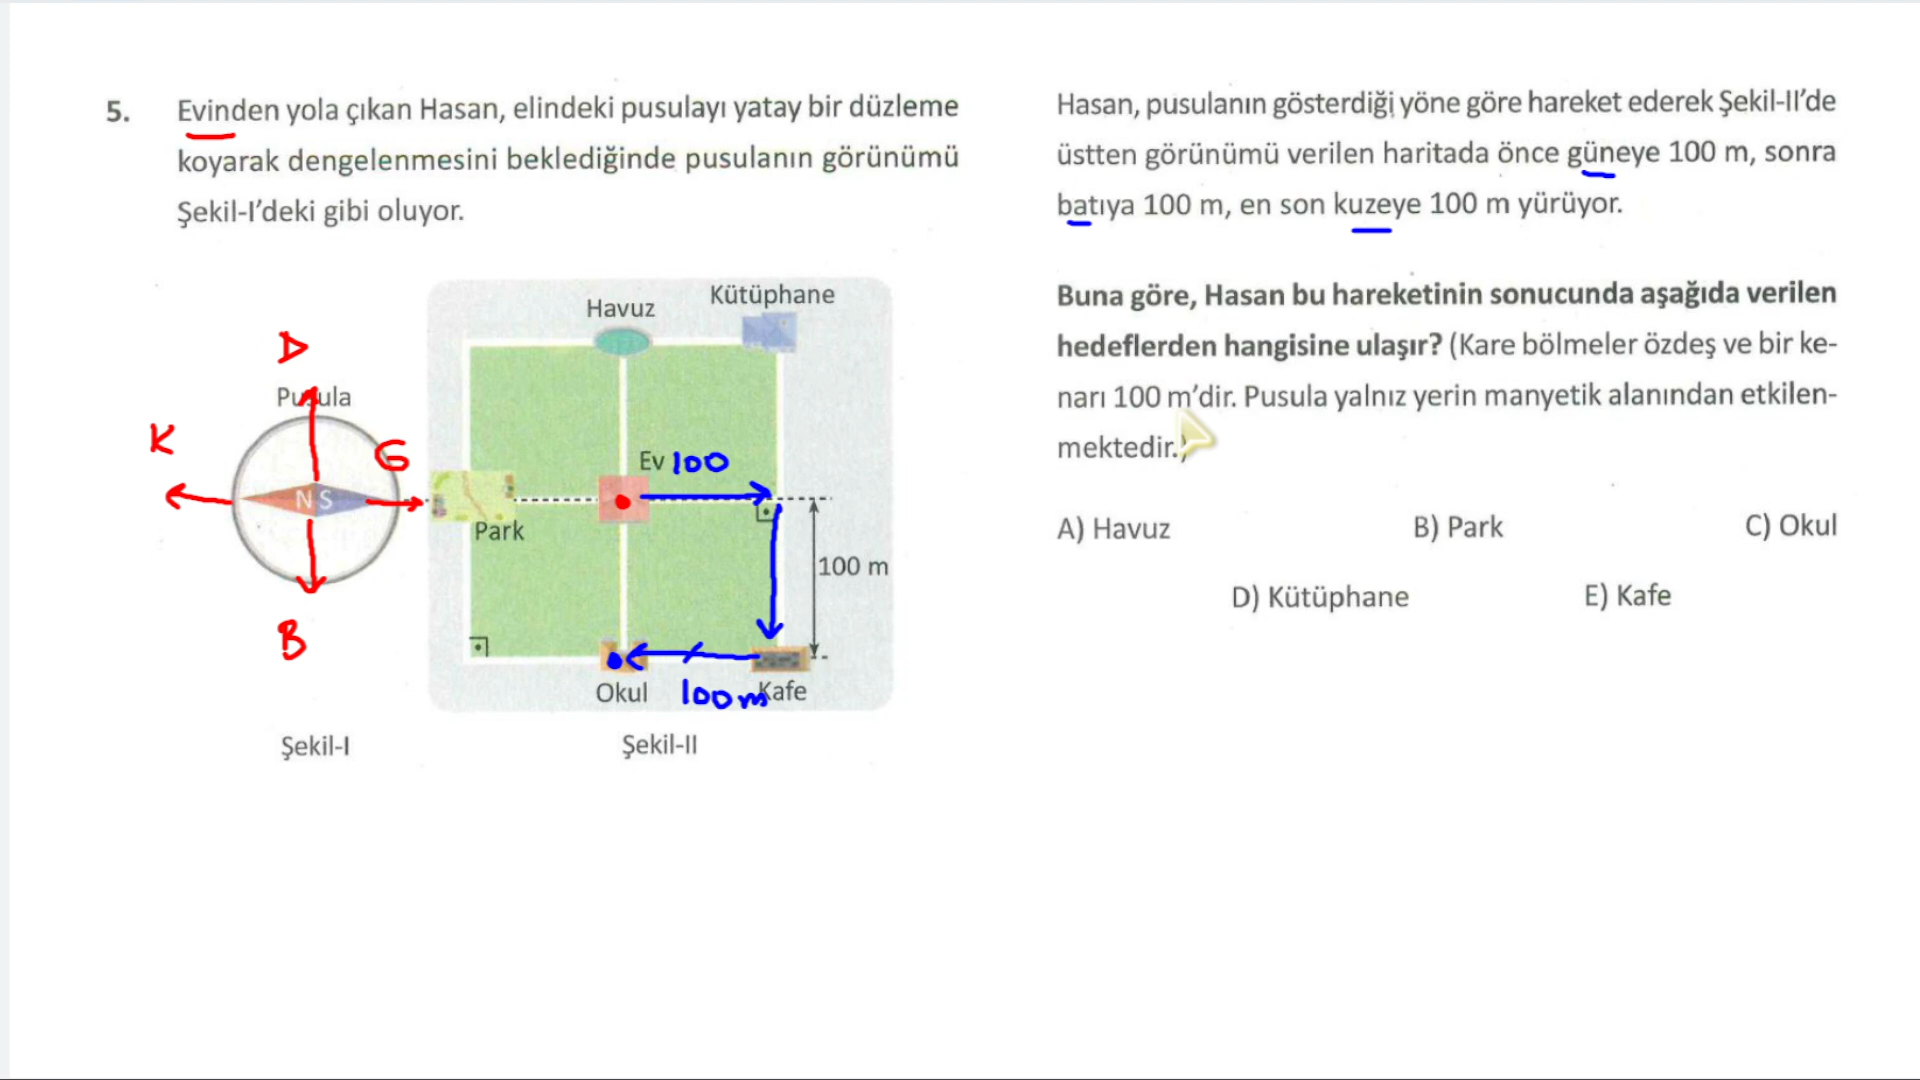 5. Evinden yola çıkan Hasan, elindeki pusulayı yatay bir düzleme
koyarak dengelenmesini beklediğinde pusulanın görünümü
Şekil-I’deki gibi oluyor.
D
Pusula
K
G
N S
B
Şekil-I
Havuz
Kütüphane
Ev 100
Park
100 m
Okul
100m
Kafe
Şekil-II
Hasan, pusulanın gösterdiği yöne göre hareket ederek Şekil-II’de
üstten görünümü verilen haritada önce güneye 100 m, sonra
batıya 100 m, en son kuzeye 100 m yürüyor.
Buna göre, Hasan bu hareketinin sonucunda aşağıda verilen
hedeflerden hangisine ulaşır? (Kare bölmeler özdeş ve bir ke-
narı 100 m’dir. Pusula yalnız yerin manyetik alanından etkilen-
mektedir.)
A) Havuz B) Park C) Okul
D) Kütüphane E) Kafe